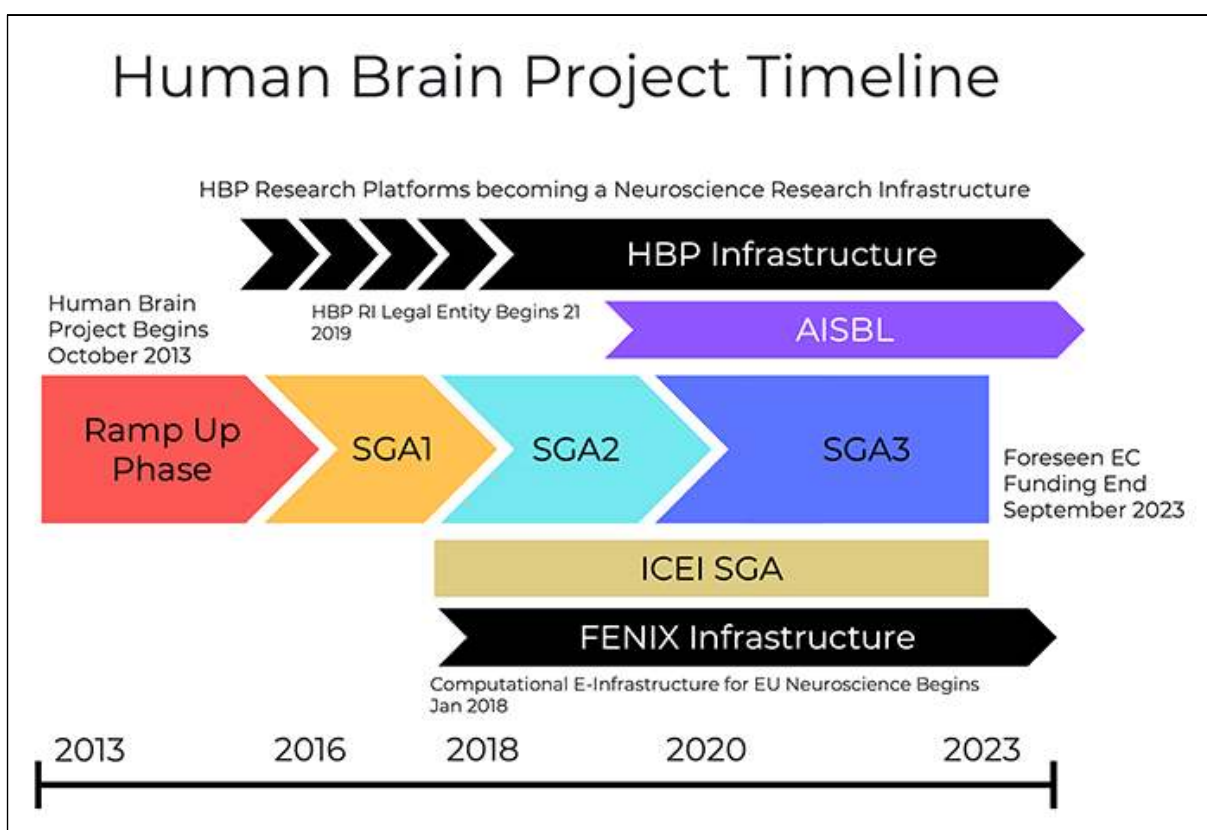 Human Brain Project Timeline
HBP Research Platforms becoming a Neuroscience Research Infrastructure
HBP Infrastructure
Human Brain
Project Begins
October 2013
HBP RI Legal Entity Begins 21
2019
AISBL
Ramp Up
Phase
SGA1
SGA2
SGA3
Foreseen EC
Funding End
September 2023
ICEI SGA
FENIX Infrastructure
Computational E-Infrastructure for EU Neuroscience Begins
Jan 2018
2013 2016 2018 2020 2023